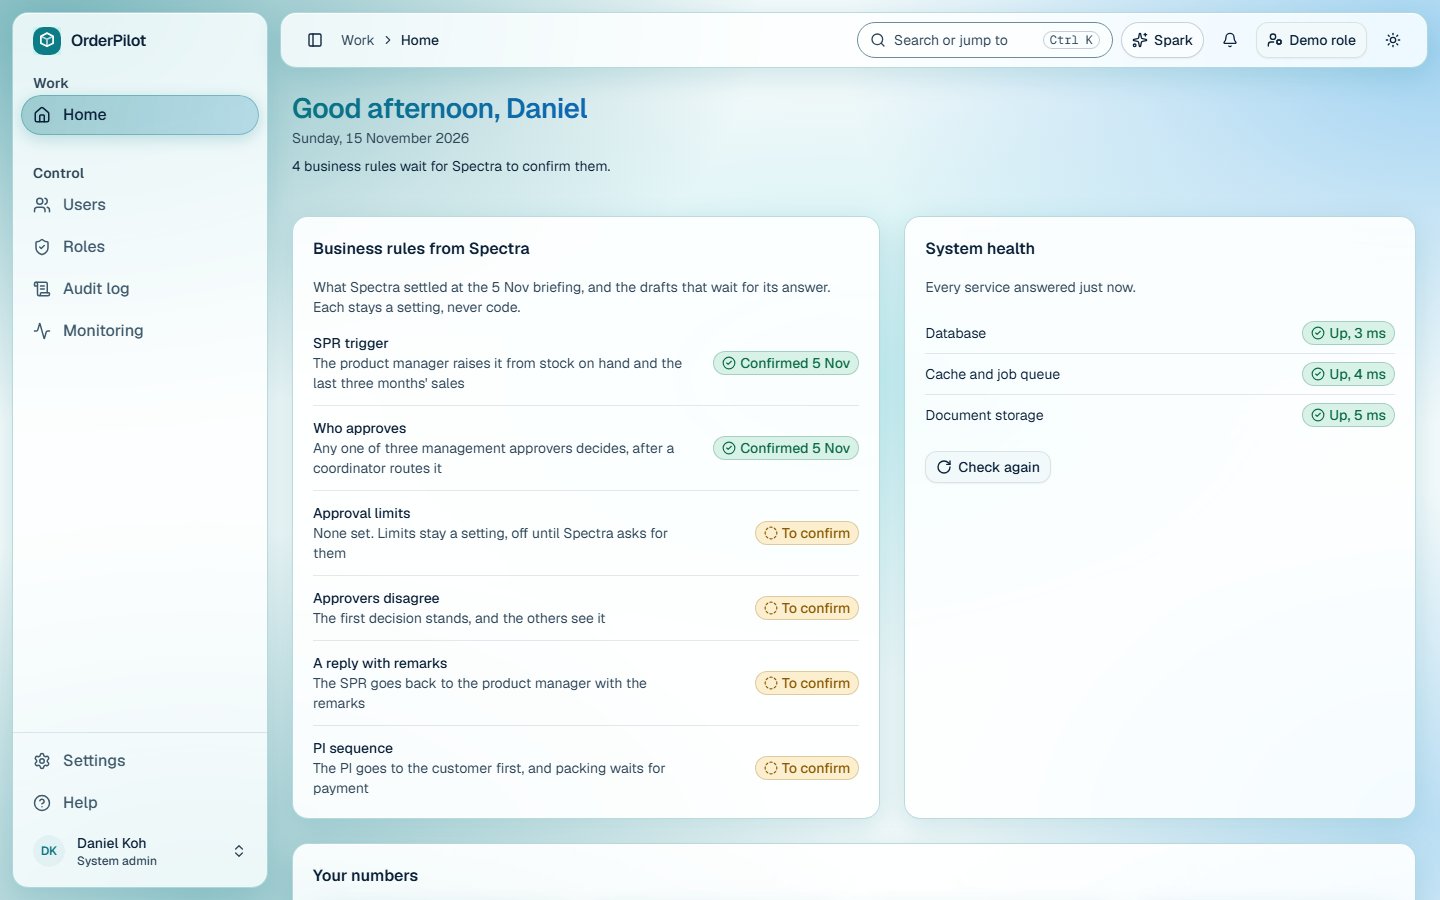 OrderPilot
Work
Home
Control
Users
Roles
Audit log
Monitoring
Settings
Help
DK
Daniel Koh
System admin
Work > Home
Search or jump to
Ctrl K
Spark
Demo role
Good afternoon, Daniel
Sunday, 15 November 2026
4 business rules wait for Spectra to confirm them.
Business rules from Spectra
What Spectra settled at the 5 Nov briefing, and the drafts that wait for its answer.
Each stays a setting, never code.
SPR trigger
The product manager raises it from stock on hand and the
last three months' sales
Confirmed 5 Nov
Who approves
Any one of three management approvers decides, after a
coordinator routes it
Confirmed 5 Nov
Approval limits
None set. Limits stay a setting, off until Spectra asks for
them
To confirm
Approvers disagree
The first decision stands, and the others see it
To confirm
A reply with remarks
The SPR goes back to the product manager with the
remarks
To confirm
PI sequence
The PI goes to the customer first, and packing waits for
payment
To confirm
System health
Every service answered just now.
Database
Up, 3 ms
Cache and job queue
Up, 4 ms
Document storage
Up, 5 ms
Check again
Your numbers